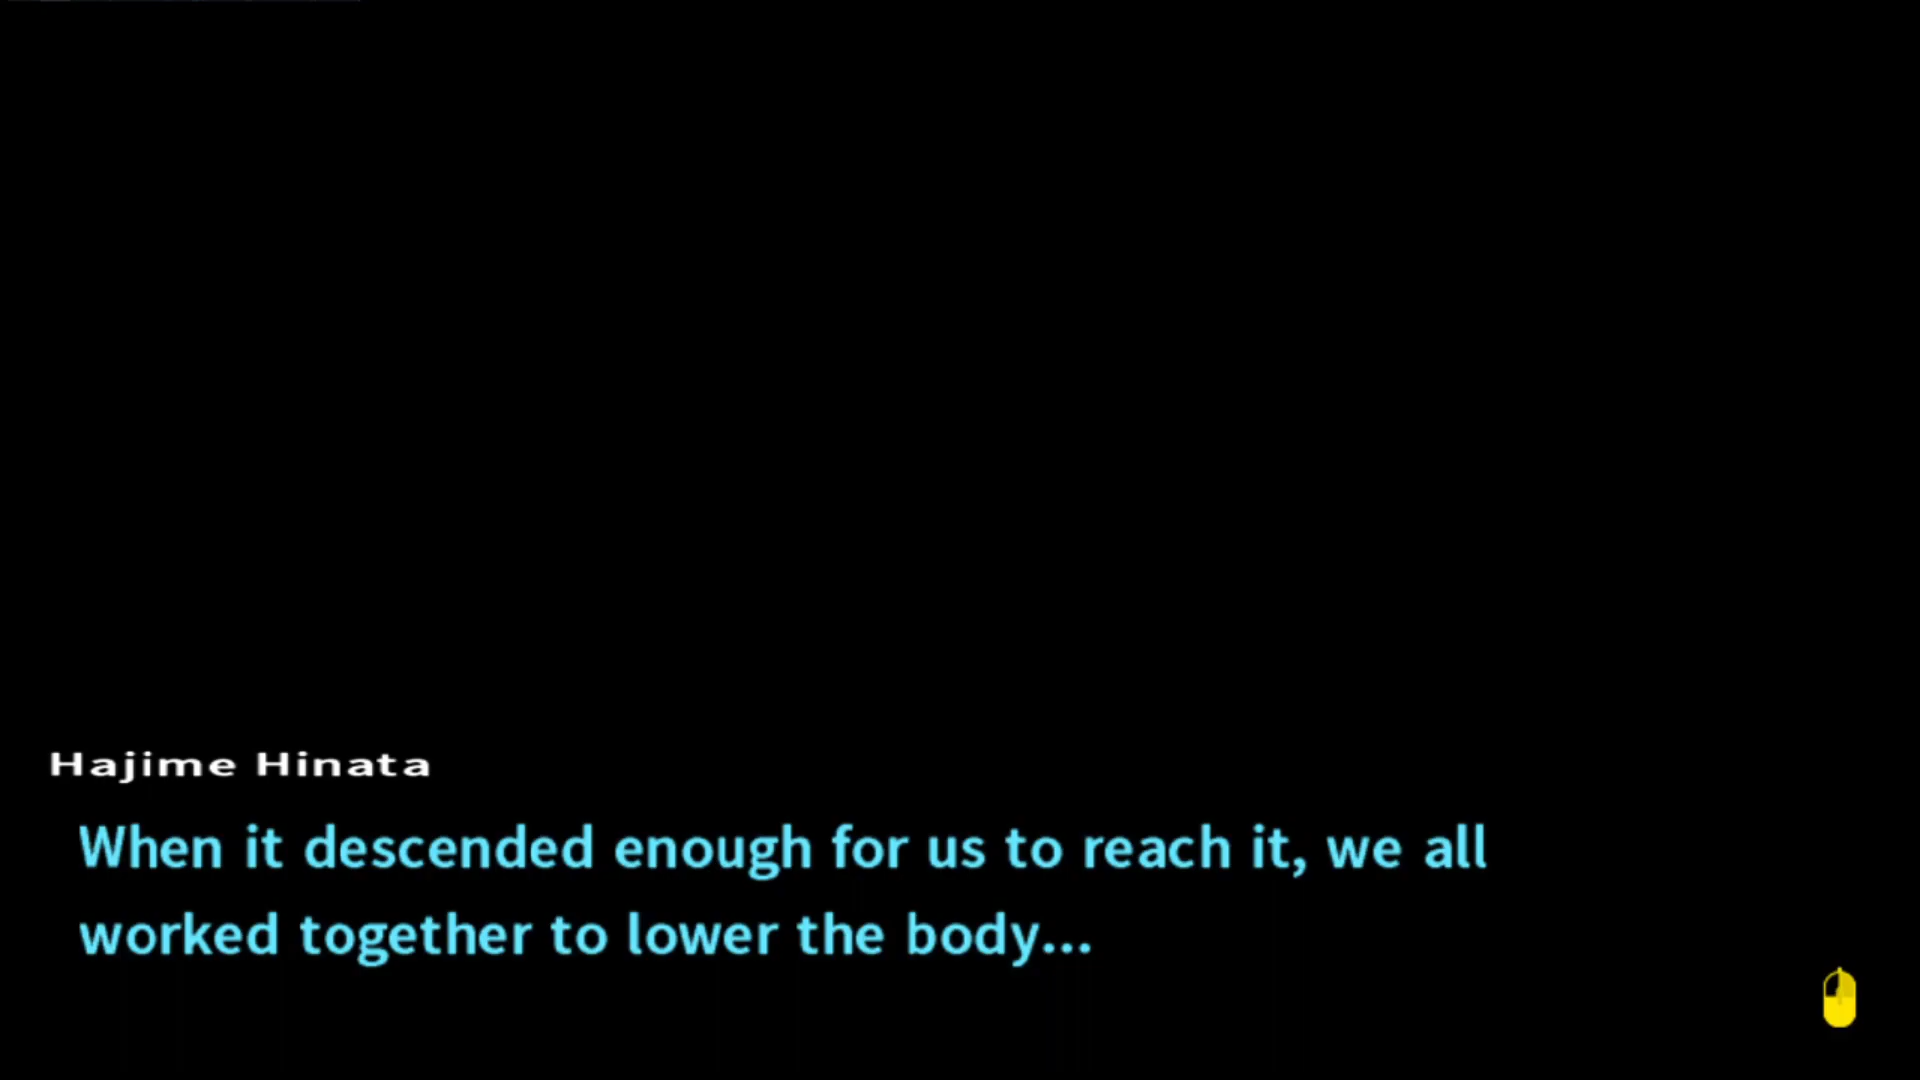 Hajime Hinata
When it descended enough for us to reach it, we all
worked together to lower the body...